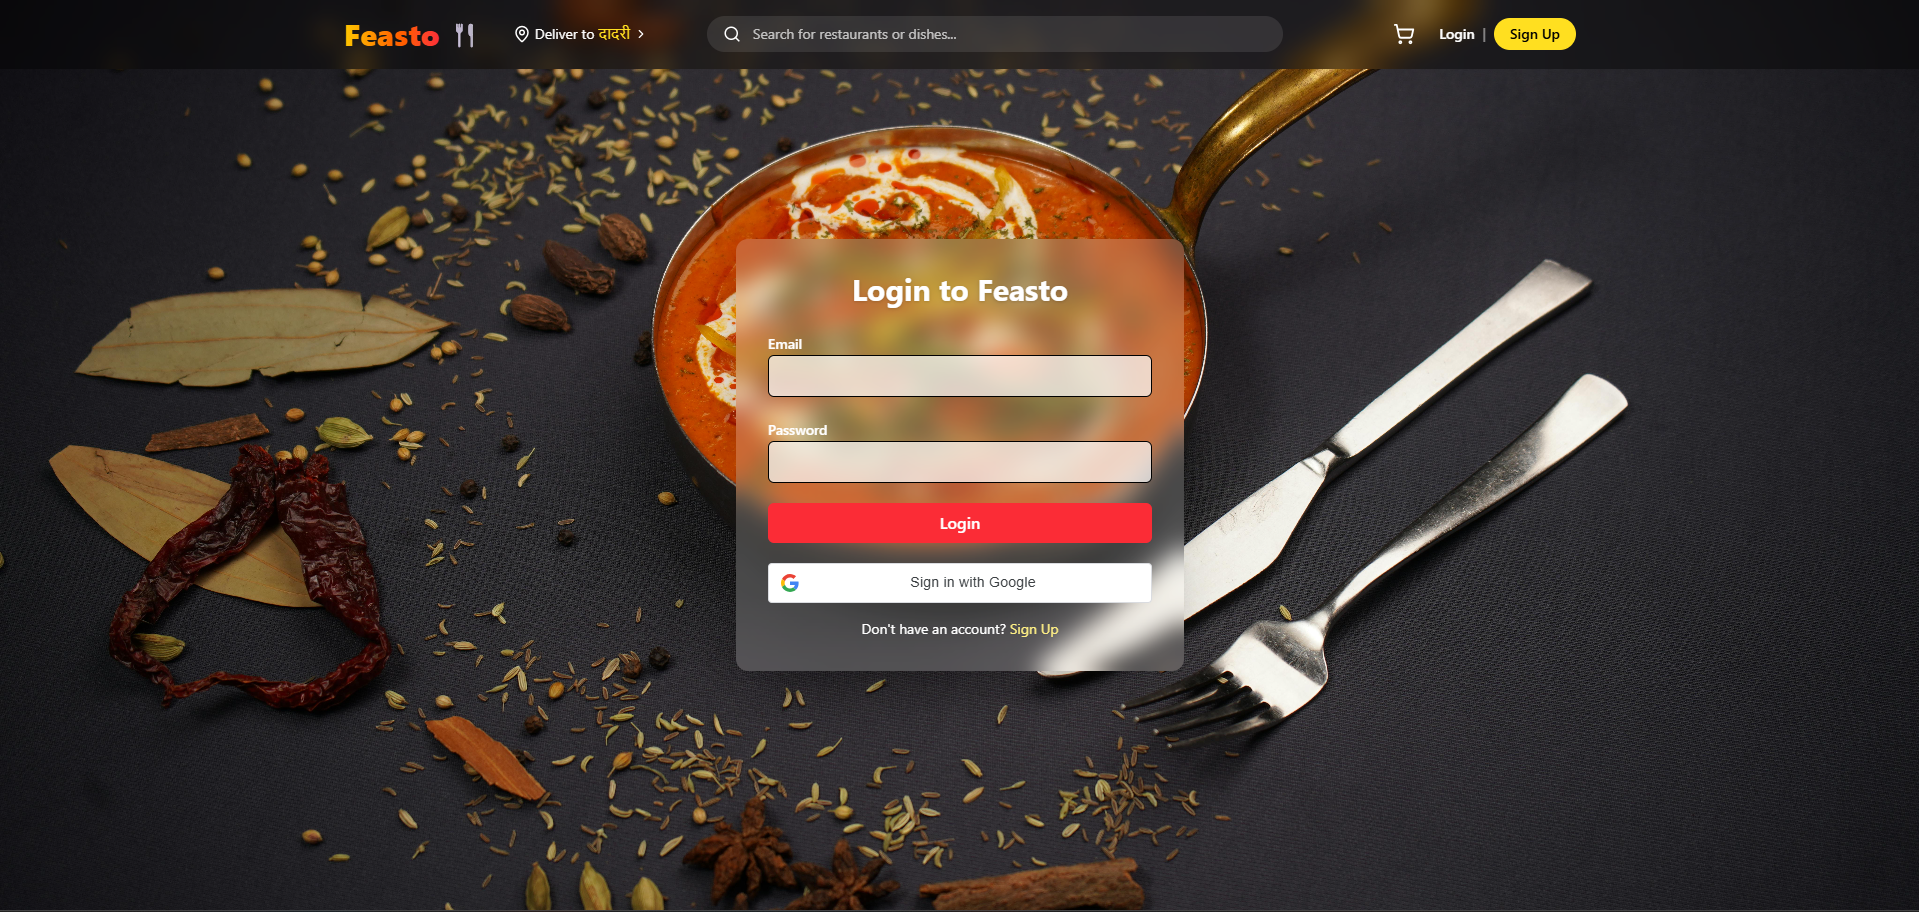 Feasto
Deliver to दादरी
Search for restaurants or dishes...
Login | Sign Up
Login to Feasto
Email
Password
Login
Sign in with Google
Don't have an account? Sign Up